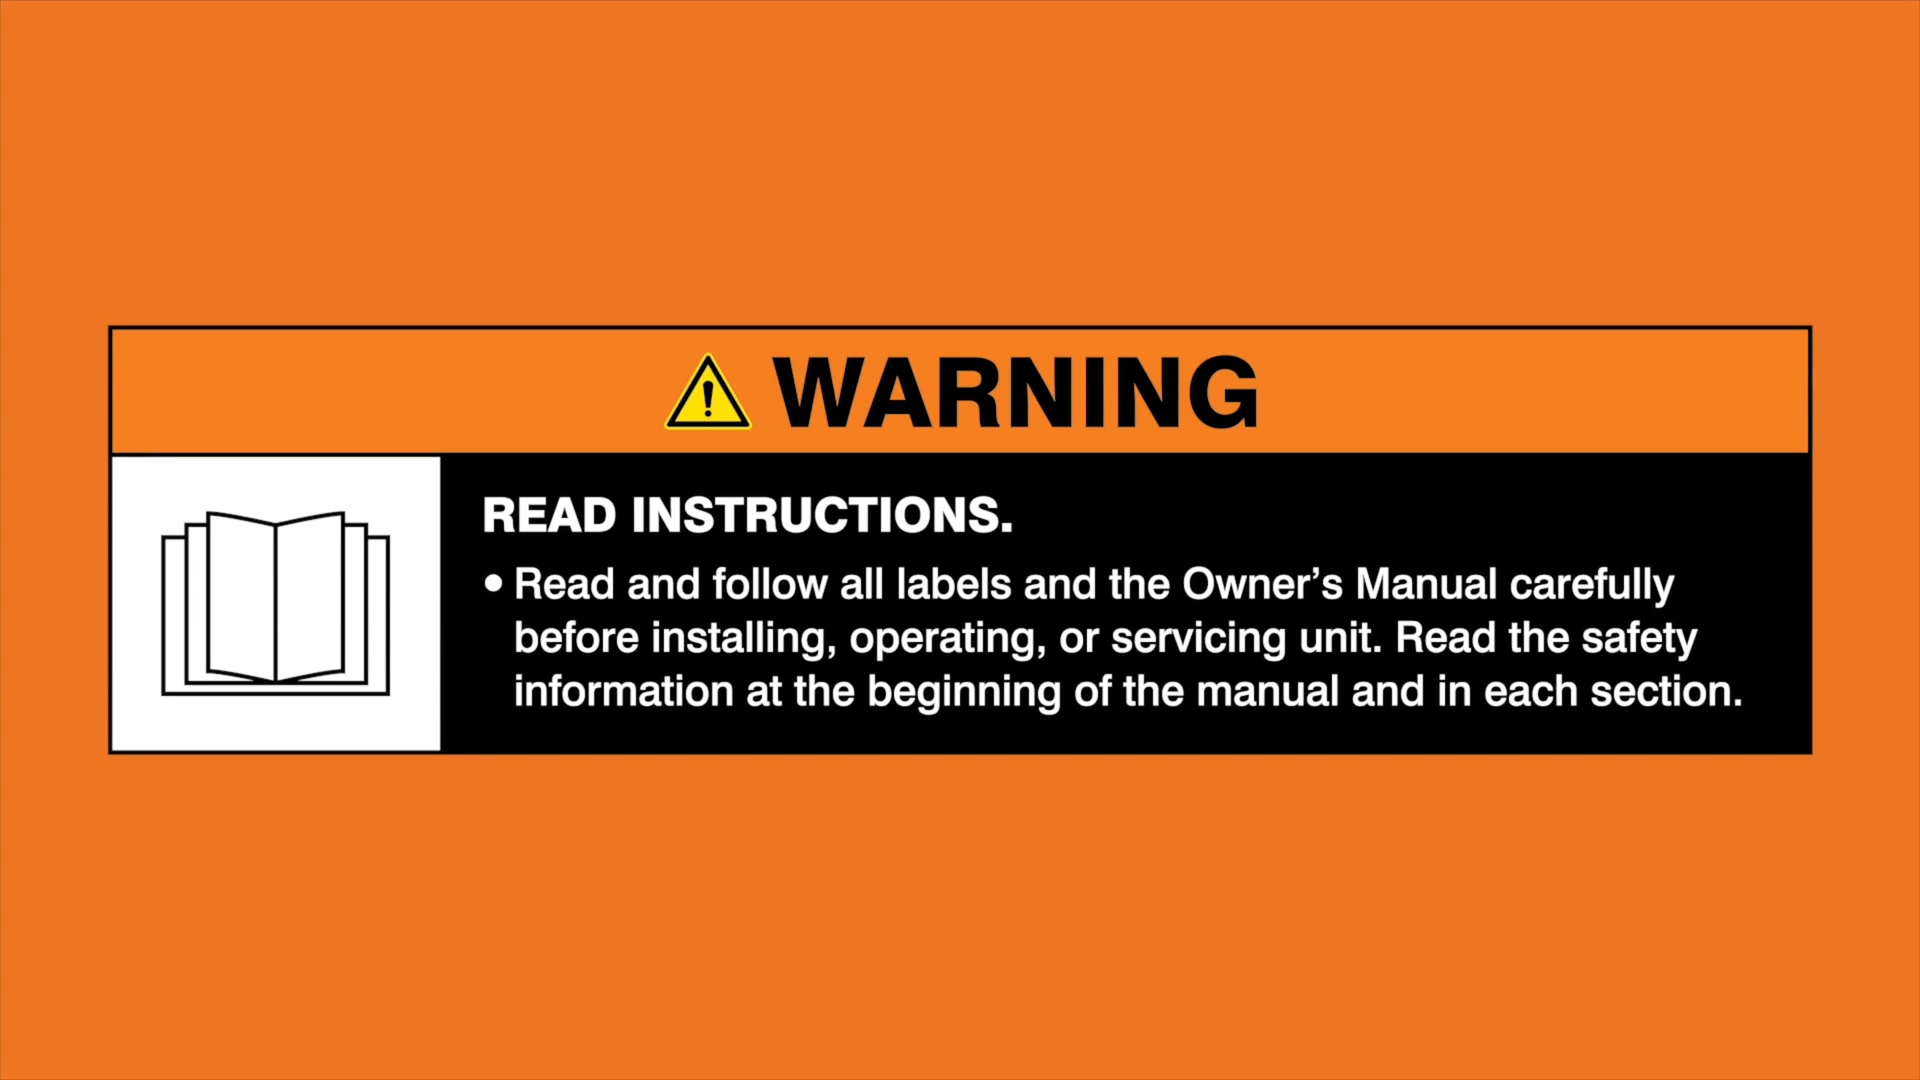 WARNING
READ INSTRUCTIONS.
• Read and follow all labels and the Owner’s Manual carefully
before installing, operating, or servicing unit. Read the safety
information at the beginning of the manual and in each section.